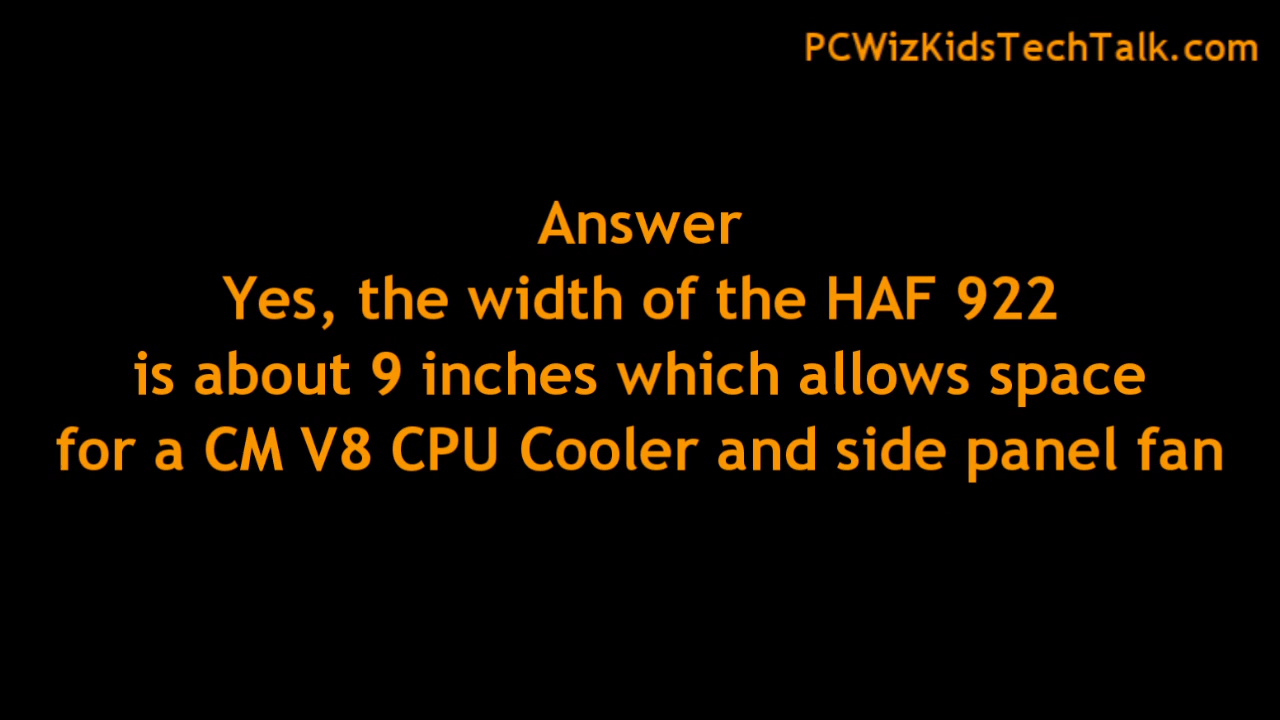 PCWizKidsTechTalk.com
Answer
Yes, the width of the HAF 922
is about 9 inches which allows space
for a CM V8 CPU Cooler and side panel fan